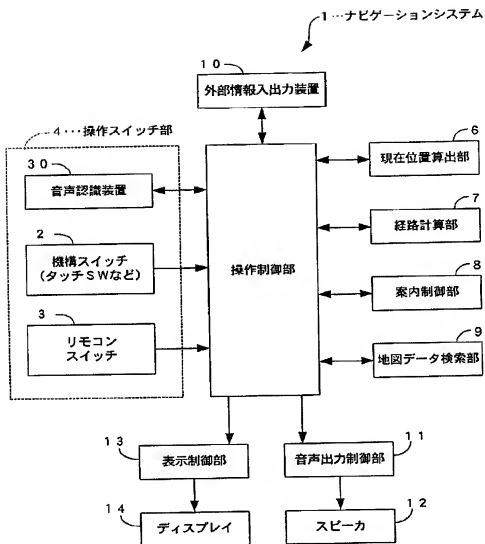 1…ナビゲーションシステム
10
外部情報入出力装置
4…操作スイッチ部
30
音声認識装置
2
機構スイッチ
(タッチSWなど)
3
リモコン
スイッチ
操作制御部
6
現在位置算出部
7
経路計算部
8
案内制御部
9
地図データ検索部
13
表示制御部
14
ディスプレイ
11
音声出力制御部
12
スピーカ